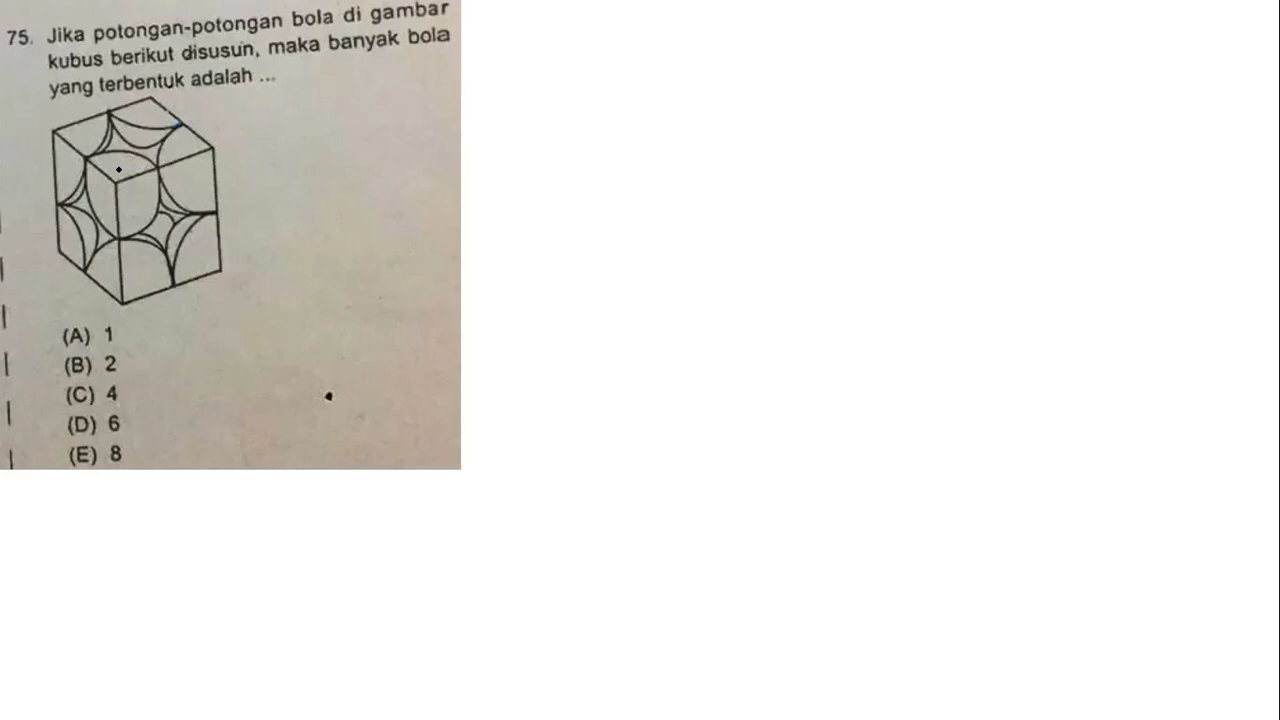 75. Jika potongan-potongan bola di gambar
kubus berikut disusun, maka banyak bola
yang terbentuk adalah ...
(A) 1
(B) 2
(C) 4
(D) 6
(E) 8